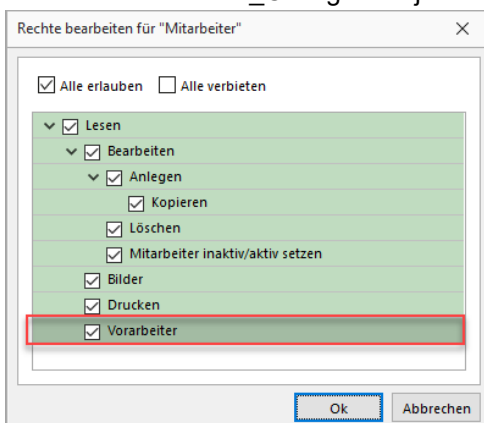 Rechte bearbeiten für "Mitarbeiter"
Alle erlauben Alle verbieten
Lesen
Bearbeiten
Anlegen
Kopieren
Löschen
Mitarbeiter inaktiv/aktiv setzen
Bilder
Drucken
Vorarbeiter
Ok Abbrechen